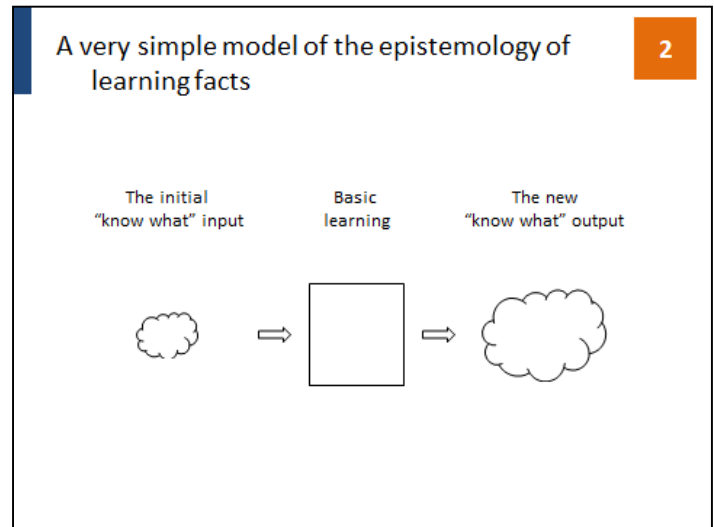 A very simple model of the epistemology of
learning facts
2
The initial
"know what" input
Basic
learning
The new
"know what" output